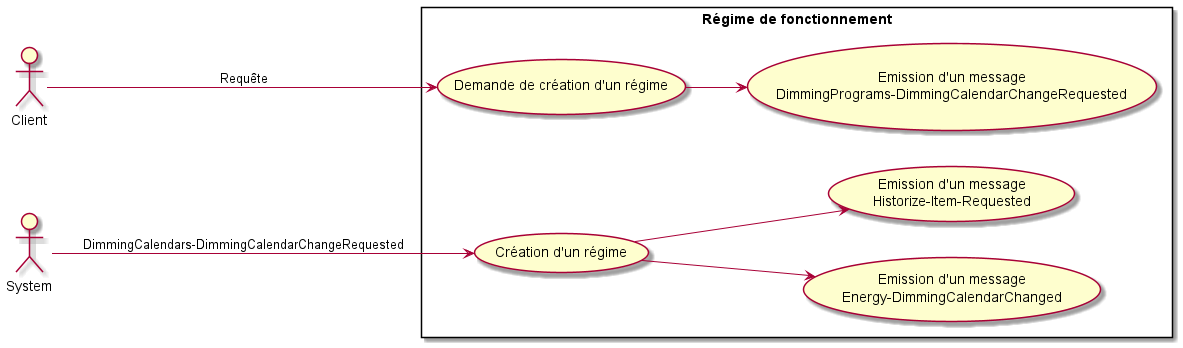 Régime de fonctionnement
Requête
Client
Demande de création d'un régime
Emission d'un message
DimmingPrograms-DimmingCalendarChangeRequested
Emission d'un message
Historize-Item-Requested
DimmingCalendars-DimmingCalendarChangeRequested
System
Création d'un régime
Emission d'un message
Energy-DimmingCalendarChanged